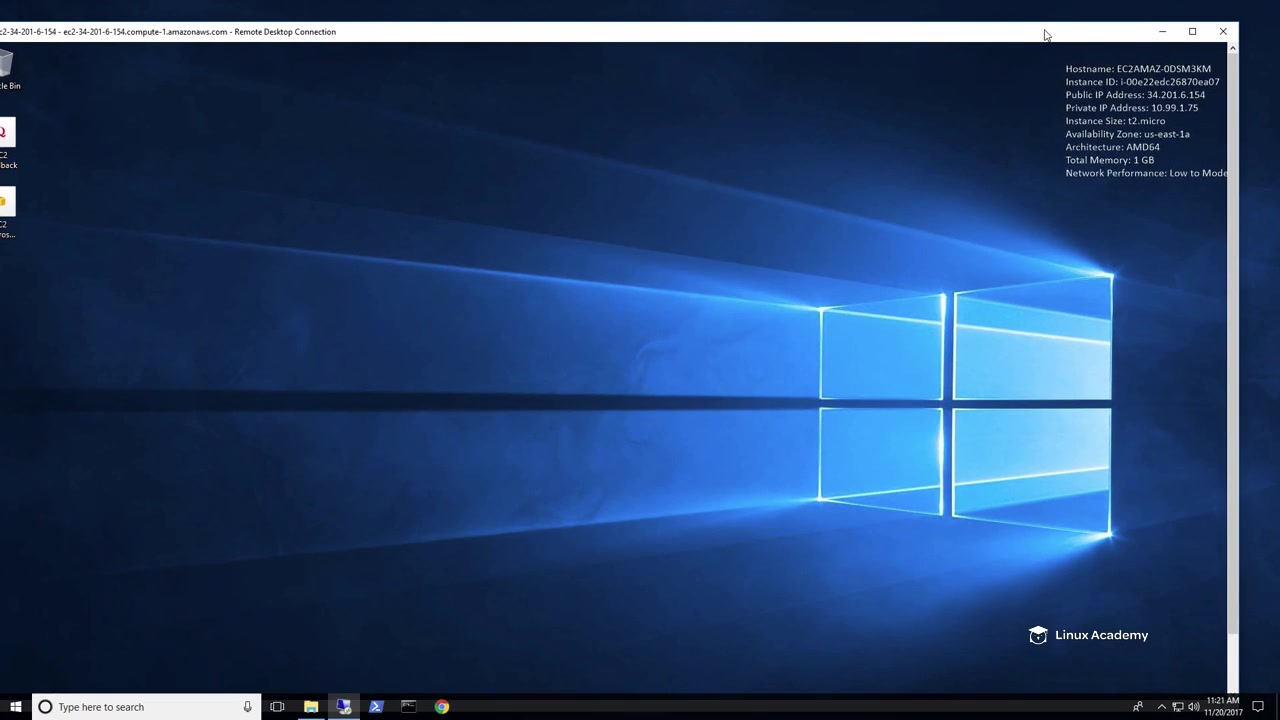 c2-34-201-6-154 - ec2-34-201-6-154.compute-1.amazonaws.com - Remote Desktop Connection
cle Bin
C2
back
C2
ros...
Hostname: EC2AMAZ-0DSM3KM
Instance ID: i-00e22edc26870ea07
Public IP Address: 34.201.6.154
Private IP Address: 10.99.1.75
Instance Size: t2.micro
Availability Zone: us-east-1a
Architecture: AMD64
Total Memory: 1 GB
Network Performance: Low to Mode
Linux Academy
Type here to search
11:21 AM
11/20/2017